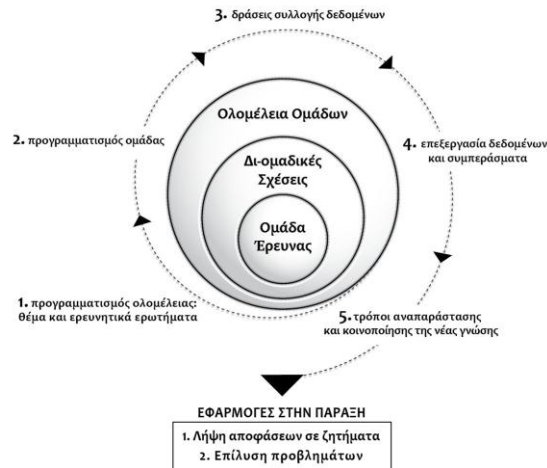 3. δράσεις συλλογής δεδομένων
Ολομέλεια Ομάδων
2. προγραμματισμός ομάδας
4. επεξεργασία δεδομένων
και συμπεράσματα
Δι-ομαδικές
Σχέσεις
Ομάδα
Έρευνας
1. προγραμματισμός ολομέλειας:
θέμα και ερευνητικά ερωτήματα
5. τρόποι αναπαράστασης
και κοινοποίησης της νέας γνώσης
ΕΦΑΡΜΟΓΕΣ ΣΤΗΝ ΠΑΡΑΞΗ
1. Λήψη αποφάσεων σε ζητήματα
2. Επίλυση προβλημάτων